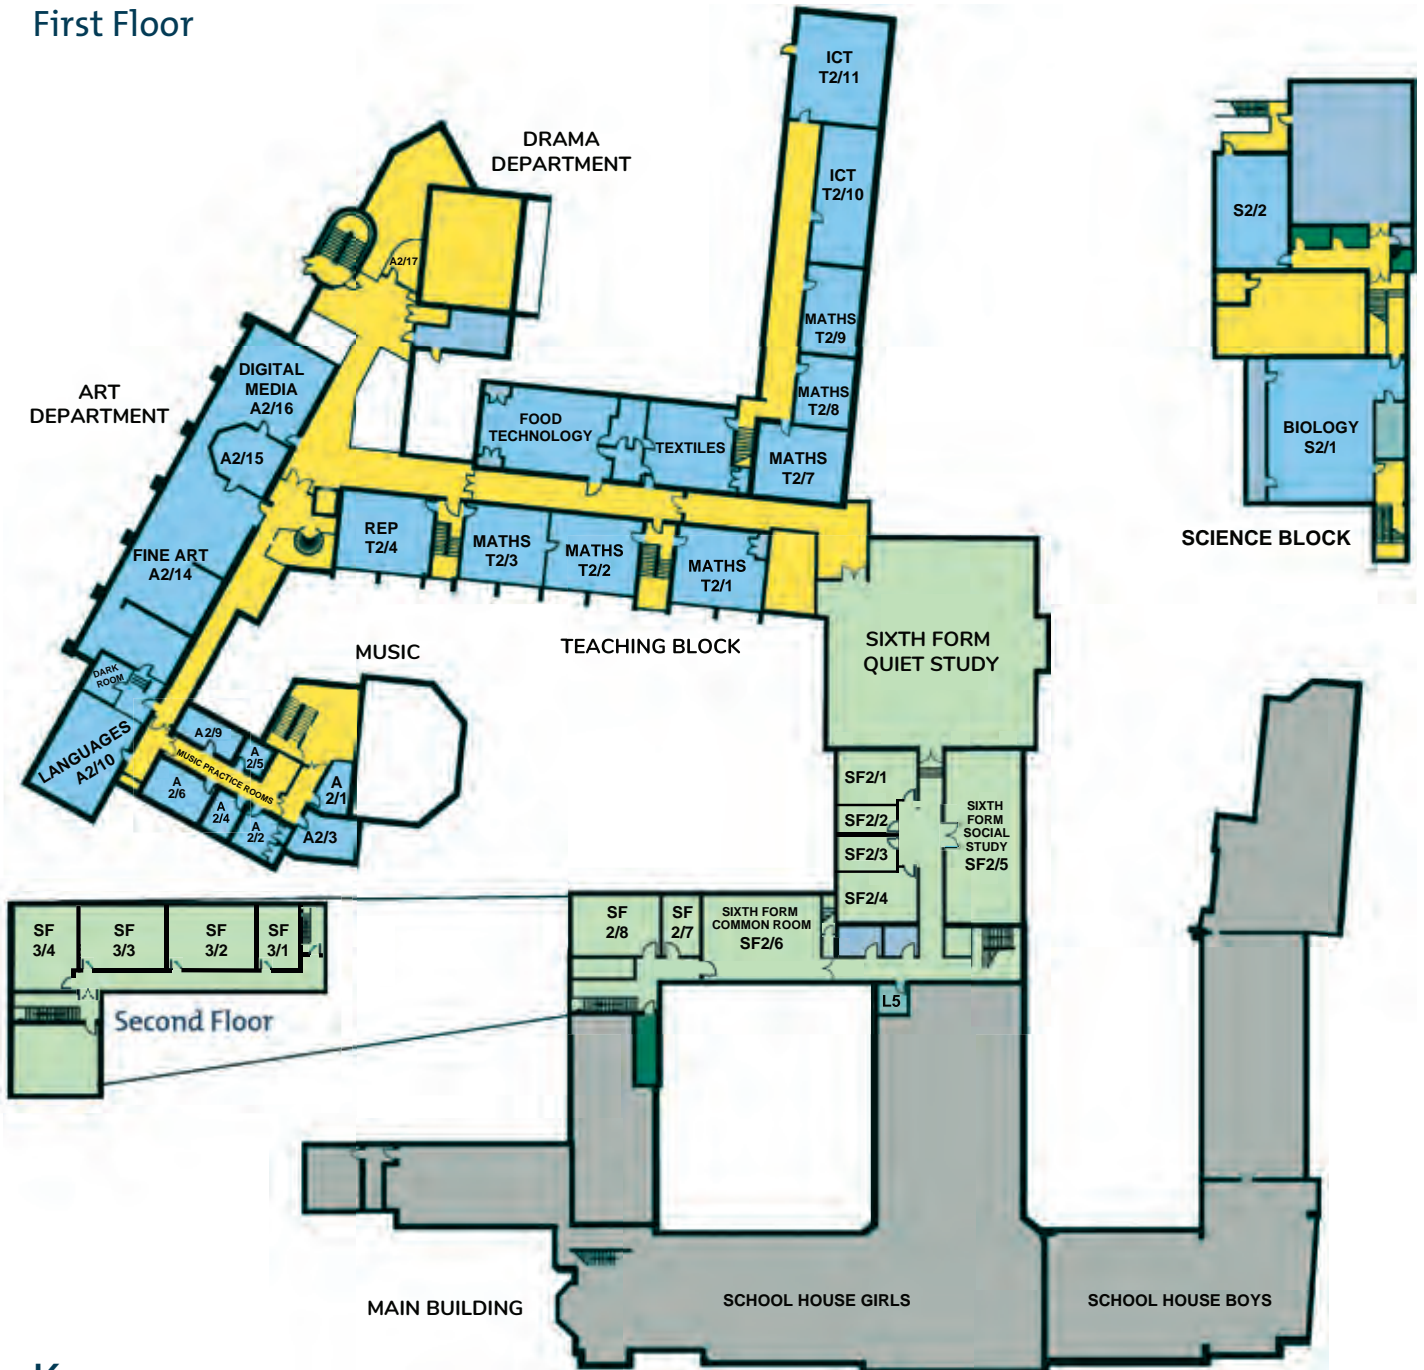 First Floor
ICT
T2/11
DRAMA
DEPARTMENT
ICT
T2/10
S2/2
A2/17
MATHS
T2/9
DIGITAL
MEDIA
A2/16
ART
DEPARTMENT
MATHS
T2/8
FOOD
TECHNOLOGY
TEXTILES
BIOLOGY
S2/1
A2/15
MATHS
T2/7
REP
T2/4
MATHS
T2/3
MATHS
T2/2
MATHS
T2/1
SCIENCE BLOCK
FINE ART
A2/14
SIXTH FORM
QUIET STUDY
TEACHING BLOCK
MUSIC
DARK
ROOM
LANGUAGES
A2/10
A2/9
A
2/5
MUSIC PRACTICE ROOMS
A
2/6
A
2/4
A
2/2
A
2/1
A2/3
SF2/1
SF2/2
SF2/3
SF2/4
SIXTH
FORM
SOCIAL
STUDY
SF2/5
SF
3/4
SF
3/3
SF
3/2
SF
3/1
SF
2/8
SF
2/7
SIXTH FORM
COMMON ROOM
SF2/6
L5
Second Floor
MAIN BUILDING
SCHOOL HOUSE GIRLS
SCHOOL HOUSE BOYS